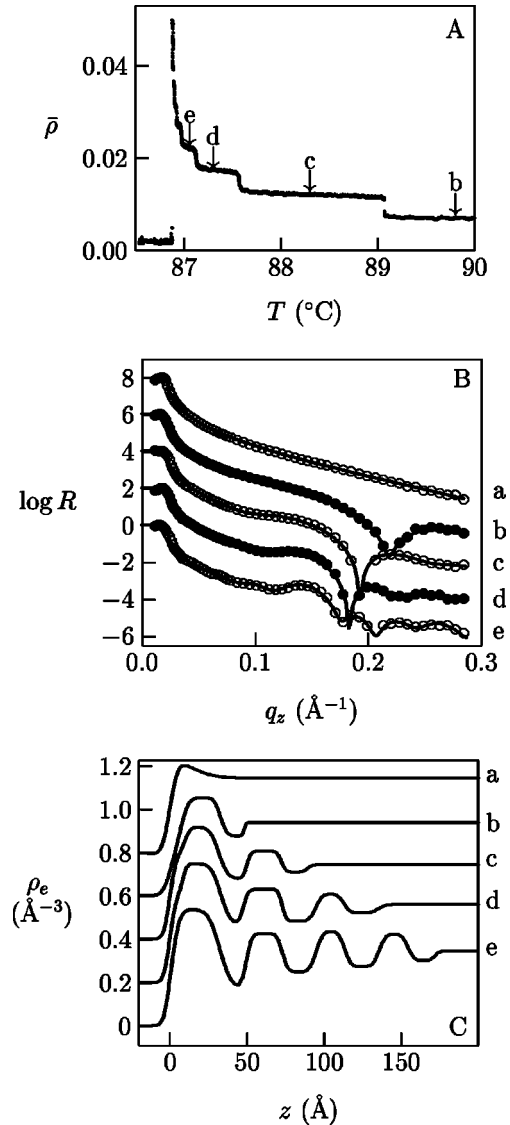 A
0.04
ρ̄
0.02
0.00
e
d
c
b
87 88 89 90
T (°C)
B
8
6
4
2
log R
0
−2
−4
−6
a
b
c
d
e
0.0 0.1 0.2 0.3
q_z (Å⁻¹)
1.2
1.0
0.8
ρ_e
(Å⁻³)
0.4
0.2
0
a
b
c
d
e
C
0 50 100 150
z (Å)